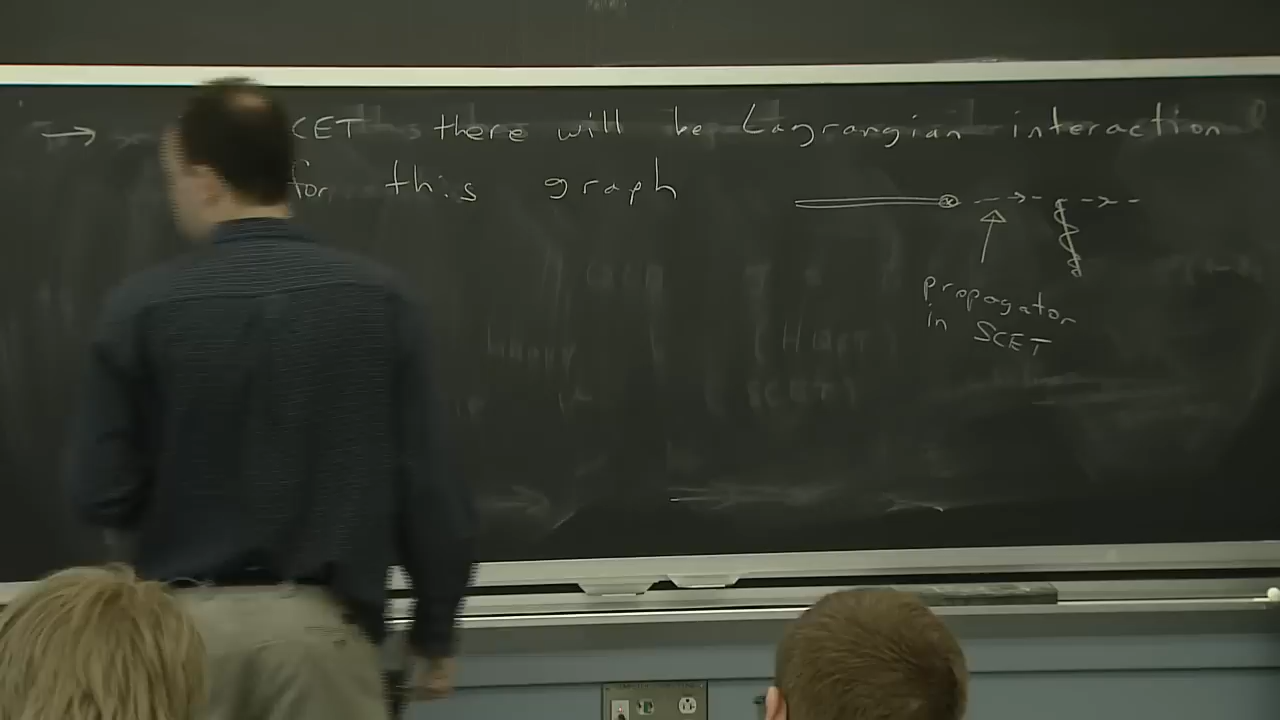 → CET there will be Lagrangian interaction
for this graph
propagator
in SCET